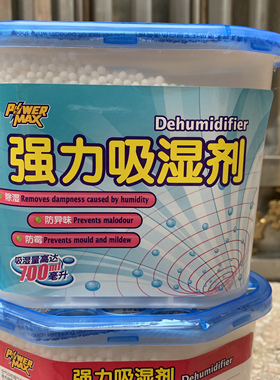 POWER
MAX
Dehumidifier
强力吸湿剂
除湿 Removes dampness caused by humidity
防异味 Prevents malodour
防霉 Prevents mould and mildew
吸湿量高达
700ml
毫升
POWER
MAX
Dehumidifier
强力吸湿剂